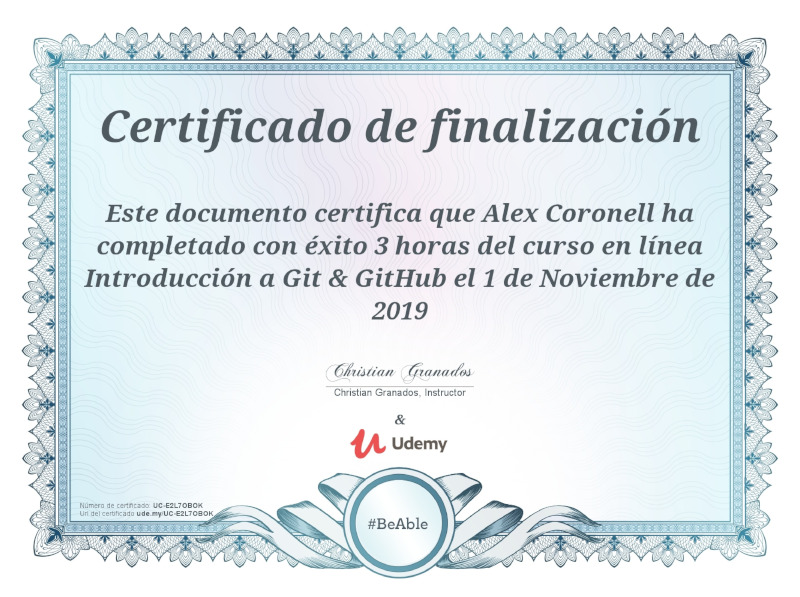 Certificado de finalización
Este documento certifica que Alex Coronell ha
completado con éxito 3 horas del curso en línea
Introducción a Git & GitHub el 1 de Noviembre de
2019
Christian Granados
Christian Granados, Instructor
&
Udemy
#BeAble
Número de certificado: UC-E2L7OBOK
Url del certificado ude.my/UC-E2L7OBOK